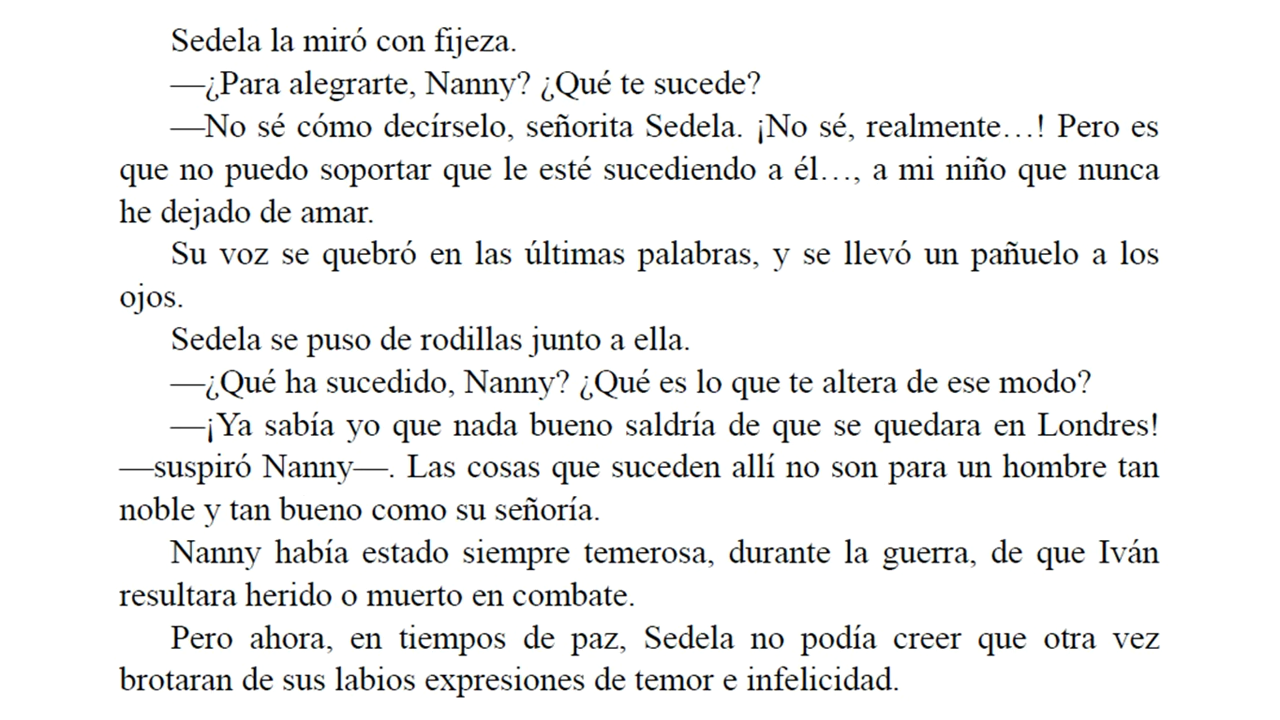 Sedela la miró con fijeza.
—¿Para alegrarte, Nanny? ¿Qué te sucede?
—No sé cómo decírselo, señorita Sedela. ¡No sé, realmente…! Pero es
que no puedo soportar que le esté sucediendo a él…, a mi niño que nunca
he dejado de amar.
Su voz se quebró en las últimas palabras, y se llevó un pañuelo a los
ojos.
Sedela se puso de rodillas junto a ella.
—¿Qué ha sucedido, Nanny? ¿Qué es lo que te altera de ese modo?
—¡Ya sabía yo que nada bueno saldría de que se quedara en Londres!
—suspiró Nanny—. Las cosas que suceden allí no son para un hombre tan
noble y tan bueno como su señoría.
Nanny había estado siempre temerosa, durante la guerra, de que Iván
resultara herido o muerto en combate.
Pero ahora, en tiempos de paz, Sedela no podía creer que otra vez
brotaran de sus labios expresiones de temor e infelicidad.